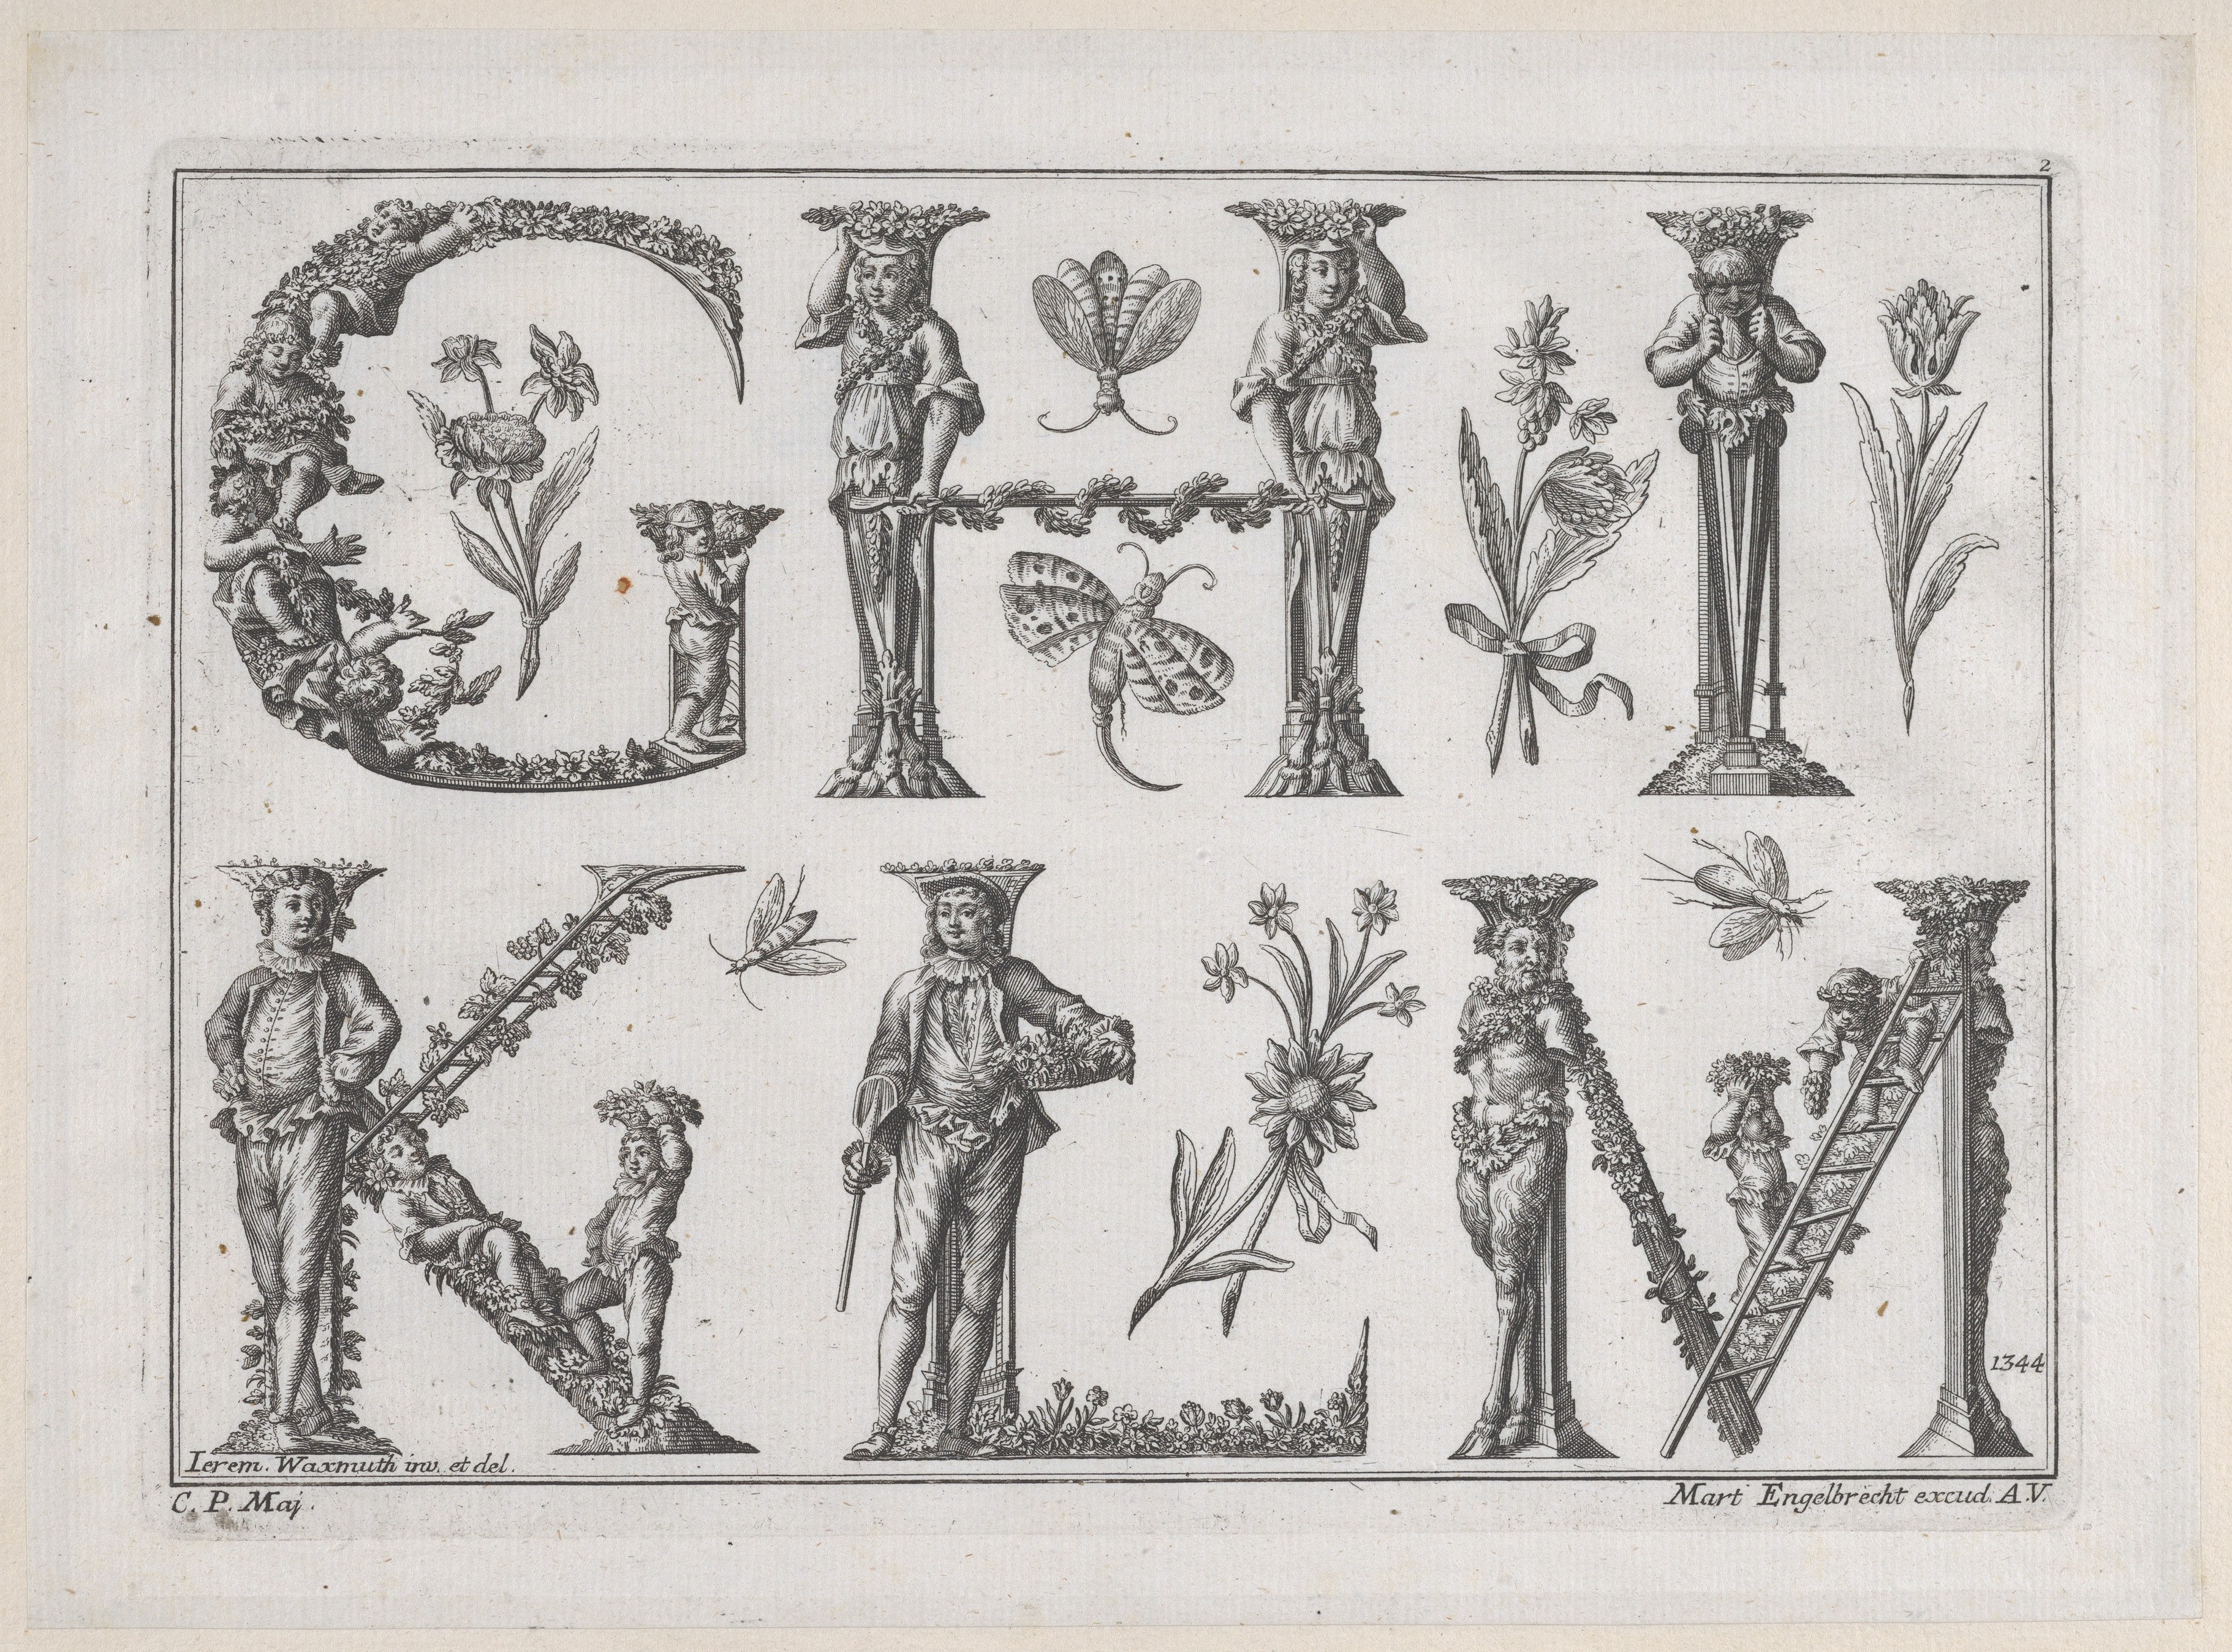 2
G H I
K L M
1344
Ierem. Waxmuth inv. et del.
C. P. Maj.
Mart Engelbrecht excud. A.V.